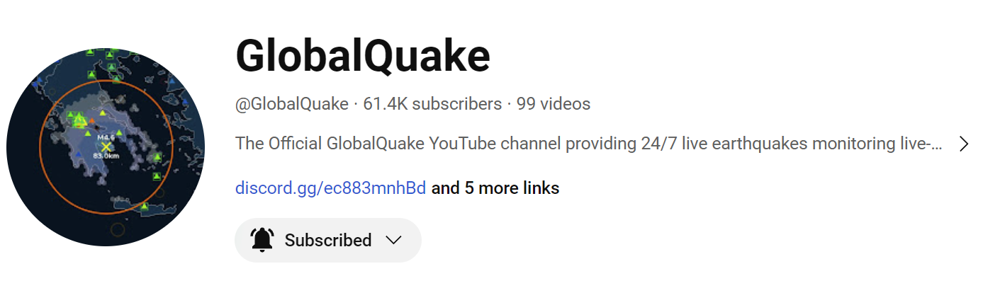 GlobalQuake
@GlobalQuake · 61.4K subscribers · 99 videos
The Official GlobalQuake YouTube channel providing 24/7 live earthquakes monitoring live-...
discord.gg/ec883mnhBd and 5 more links
Subscribed
M4.6
83.0km